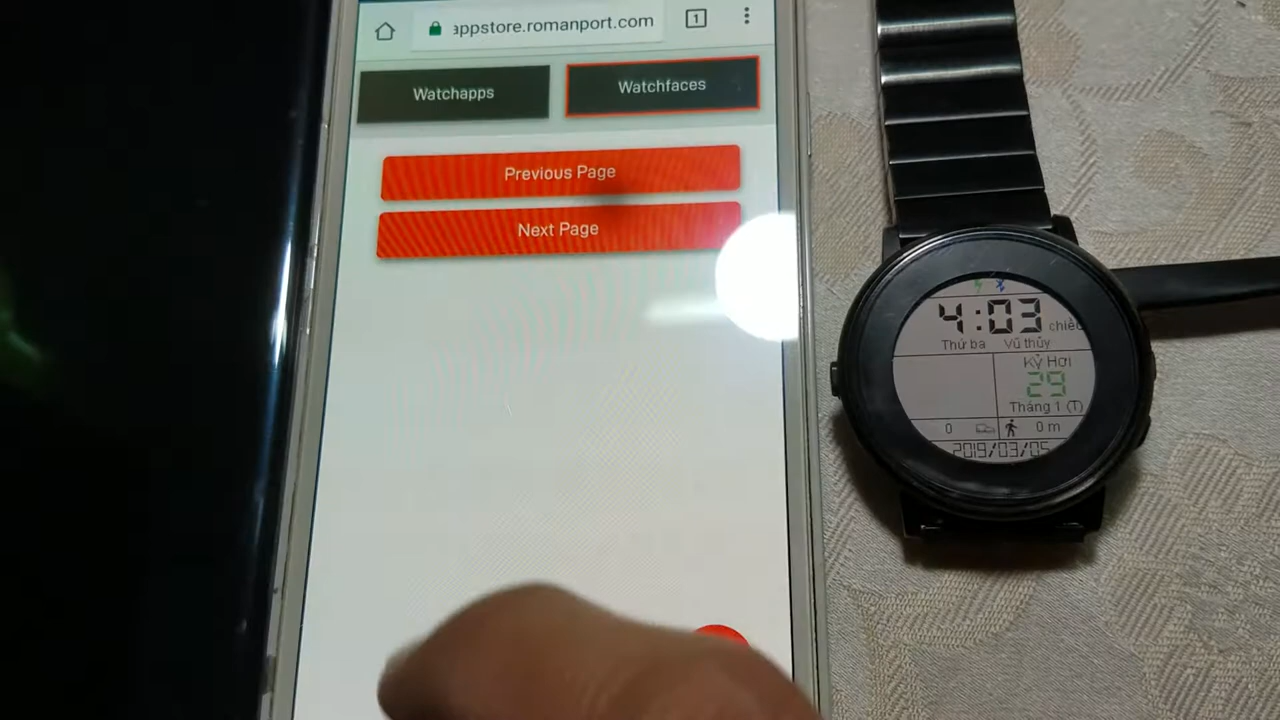 appstore.romanport.com
1
Watchapps
Watchfaces
Previous Page
Next Page
4:03 chiều
Thứ ba Vũ thủy
Kỷ Hợi
29
Tháng 1 (T)
0 0 m
2019/03/05